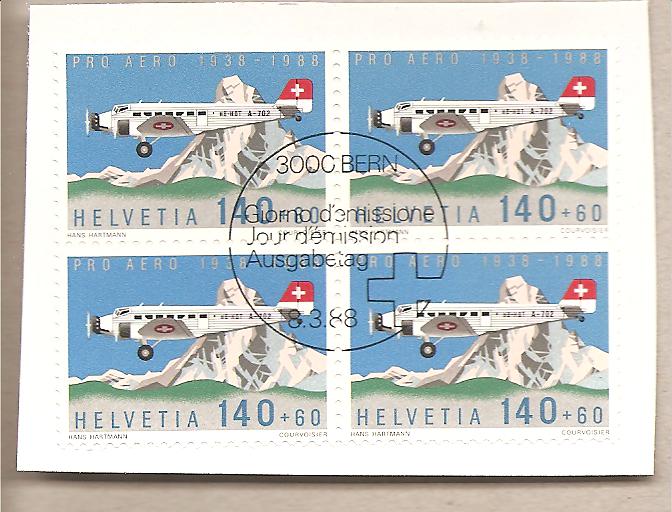 PRO AERO 1938 - 1988
HB-HOT A-702
HELVETIA 140 + 60
HANS HARTMANN
PRO AERO 1938 - 1988
HB-HOT A-702
HELVETIA 140 + 60
COURVOISIER
3000 BERN
Giorno d'emissione
Jour d'émission
Ausgabetag
8.3.88
PRO AERO 1938 - 1988
HB-HOT A-702
HELVETIA 140 + 60
HANS HARTMANN COURVOISIER
PRO AERO 1938 - 1988
HB-HOT A-702
HELVETIA 140 + 60
HANS HARTMANN COURVOISIER